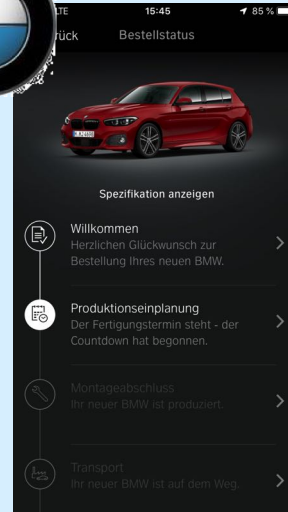 LTE 15:45 85 %
rück Bestellstatus
Spezifikation anzeigen
Willkommen
Herzlichen Glückwunsch zur
Bestellung Ihres neuen BMW.
Produktionseinplanung
Der Fertigungstermin steht - der
Countdown hat begonnen.
Montageabschluss
Ihr neuer BMW ist produziert.
Transport
Ihr neuer BMW ist auf dem Weg.